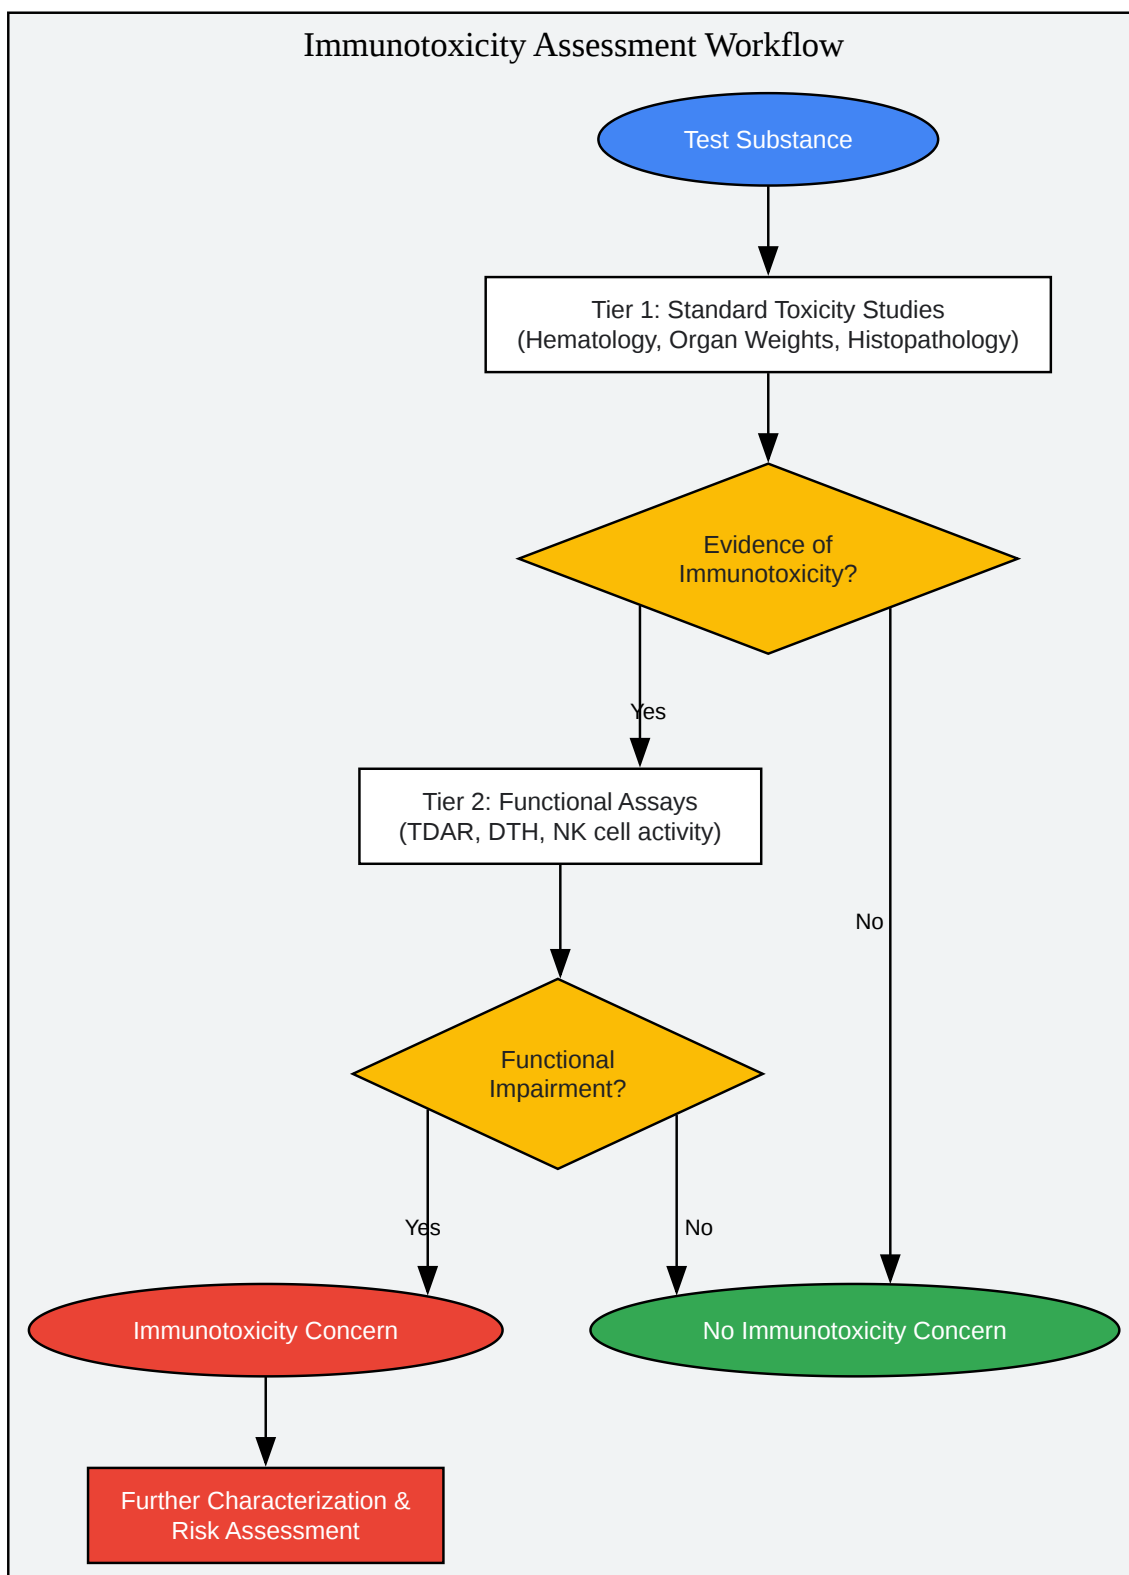 Immunotoxicity Assessment Workflow
Test Substance
Tier 1: Standard Toxicity Studies
(Hematology, Organ Weights, Histopathology)
Evidence of
Immunotoxicity?
Yes
Tier 2: Functional Assays
(TDAR, DTH, NK cell activity)
No
Functional
Impairment?
Yes
No
Immunotoxicity Concern
No Immunotoxicity Concern
Further Characterization &
Risk Assessment